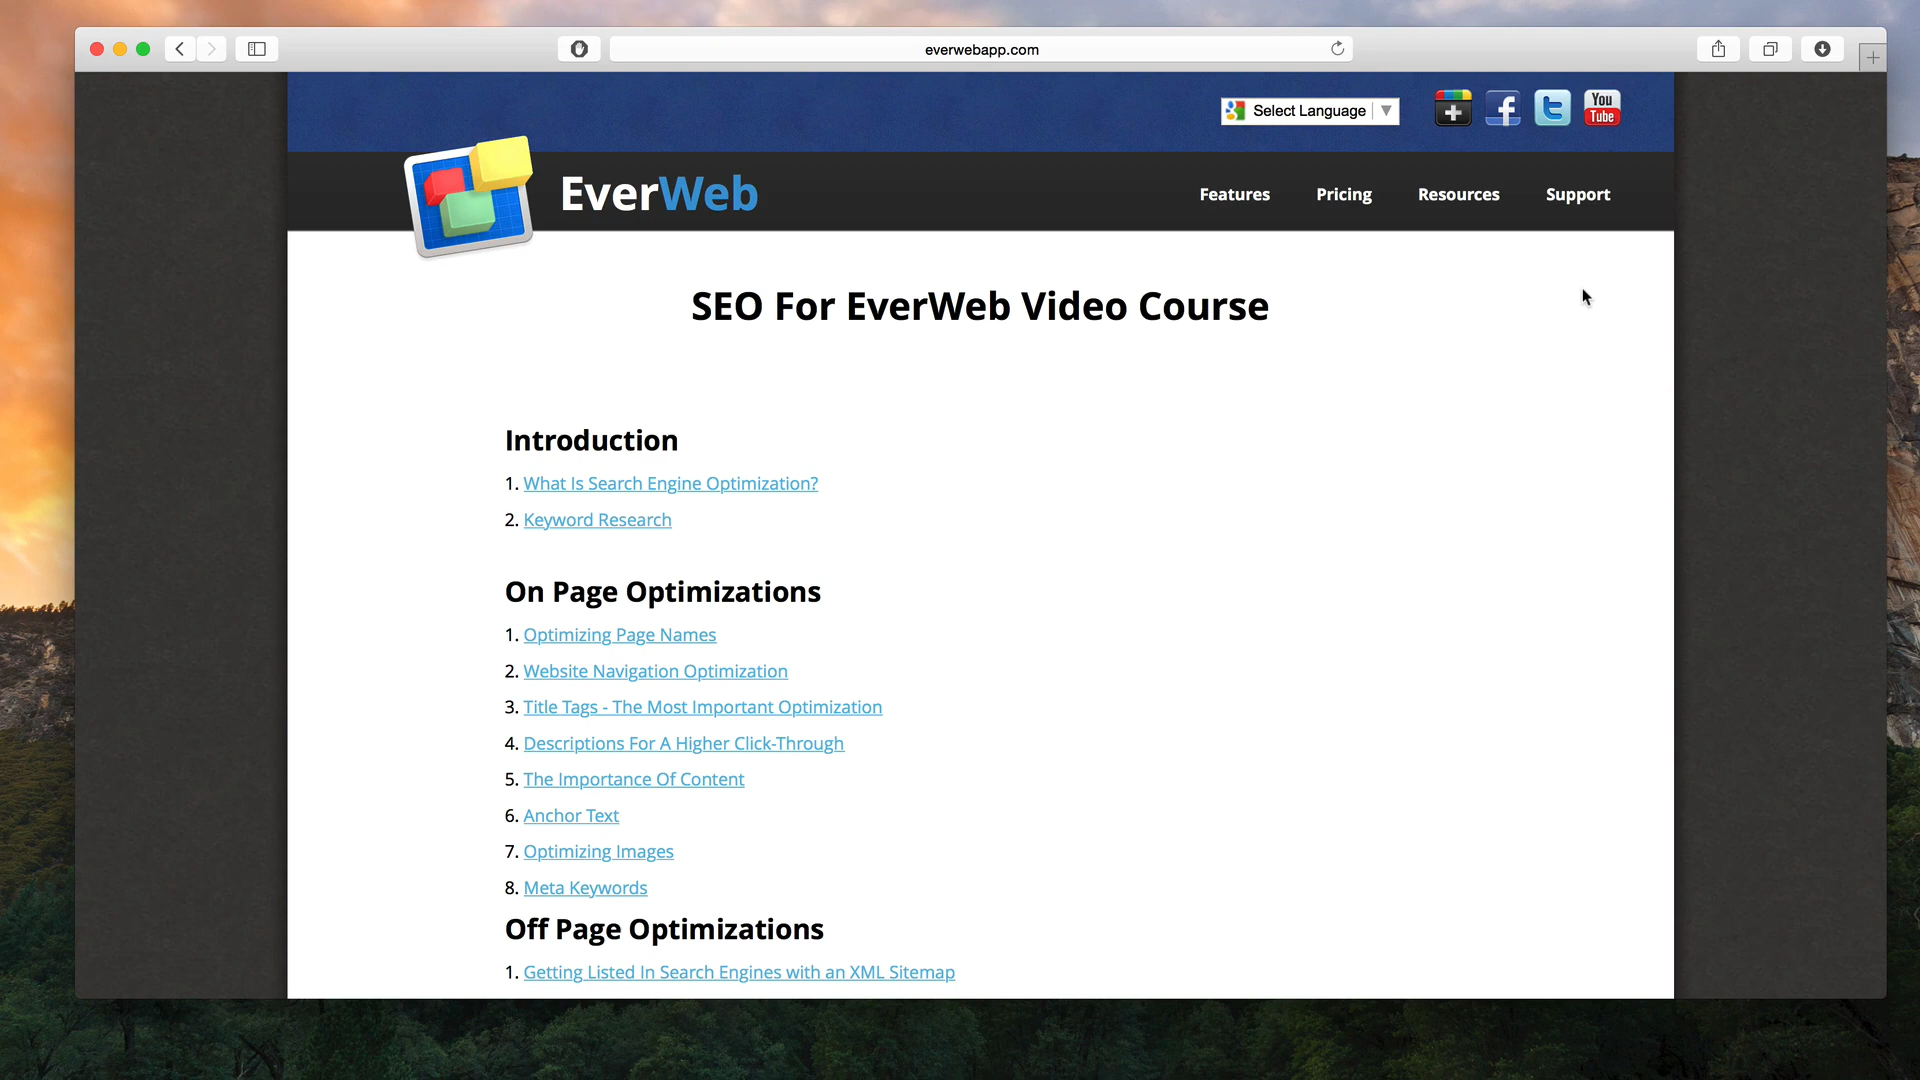 everwebapp.com
Select Language
You
Tube
EverWeb
Features Pricing Resources Support
SEO For EverWeb Video Course
Introduction
1. What Is Search Engine Optimization?
2. Keyword Research
On Page Optimizations
1. Optimizing Page Names
2. Website Navigation Optimization
3. Title Tags - The Most Important Optimization
4. Descriptions For A Higher Click-Through
5. The Importance Of Content
6. Anchor Text
7. Optimizing Images
8. Meta Keywords
Off Page Optimizations
1. Getting Listed In Search Engines with an XML Sitemap